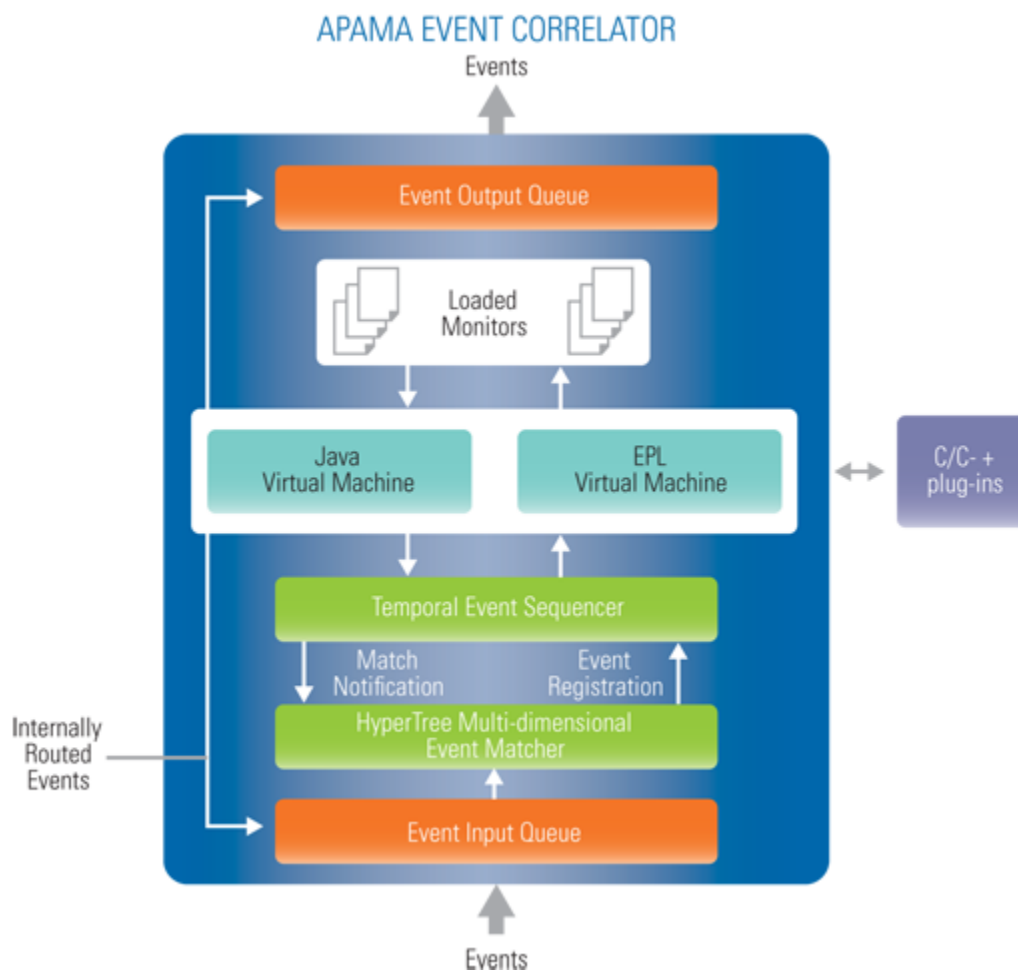 APAMA EVENT CORRELATOR
Events
Event Output Queue
Loaded
Monitors
Java
Virtual Machine
EPL
Virtual Machine
C/C- +
plug-ins
Temporal Event Sequencer
Match
Notification
Event
Registration
HyperTree Multi-dimensional
Event Matcher
Internally
Routed
Events
Event Input Queue
Events